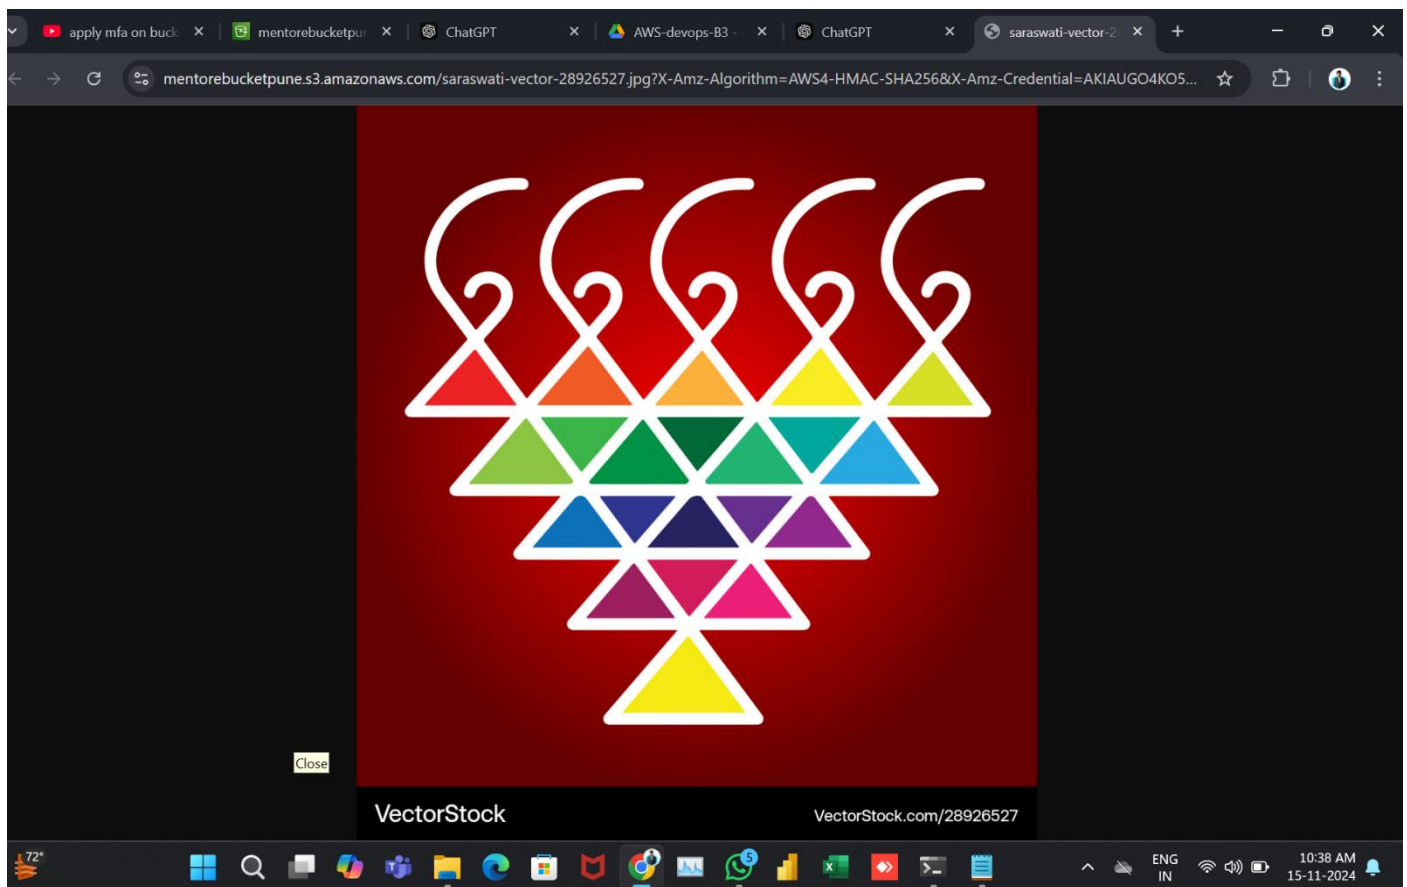 apply mfa on buck
mentorebucketpur
ChatGPT
AWS-devops-B3 -
ChatGPT
saraswati-vector-2
mentorebucketpune.s3.amazonaws.com/saraswati-vector-28926527.jpg?X-Amz-Algorithm=AWS4-HMAC-SHA256&X-Amz-Credential=AKIAUGO4KO5...
Close
VectorStock
VectorStock.com/28926527
72°
5
ENG
IN
10:38 AM
15-11-2024